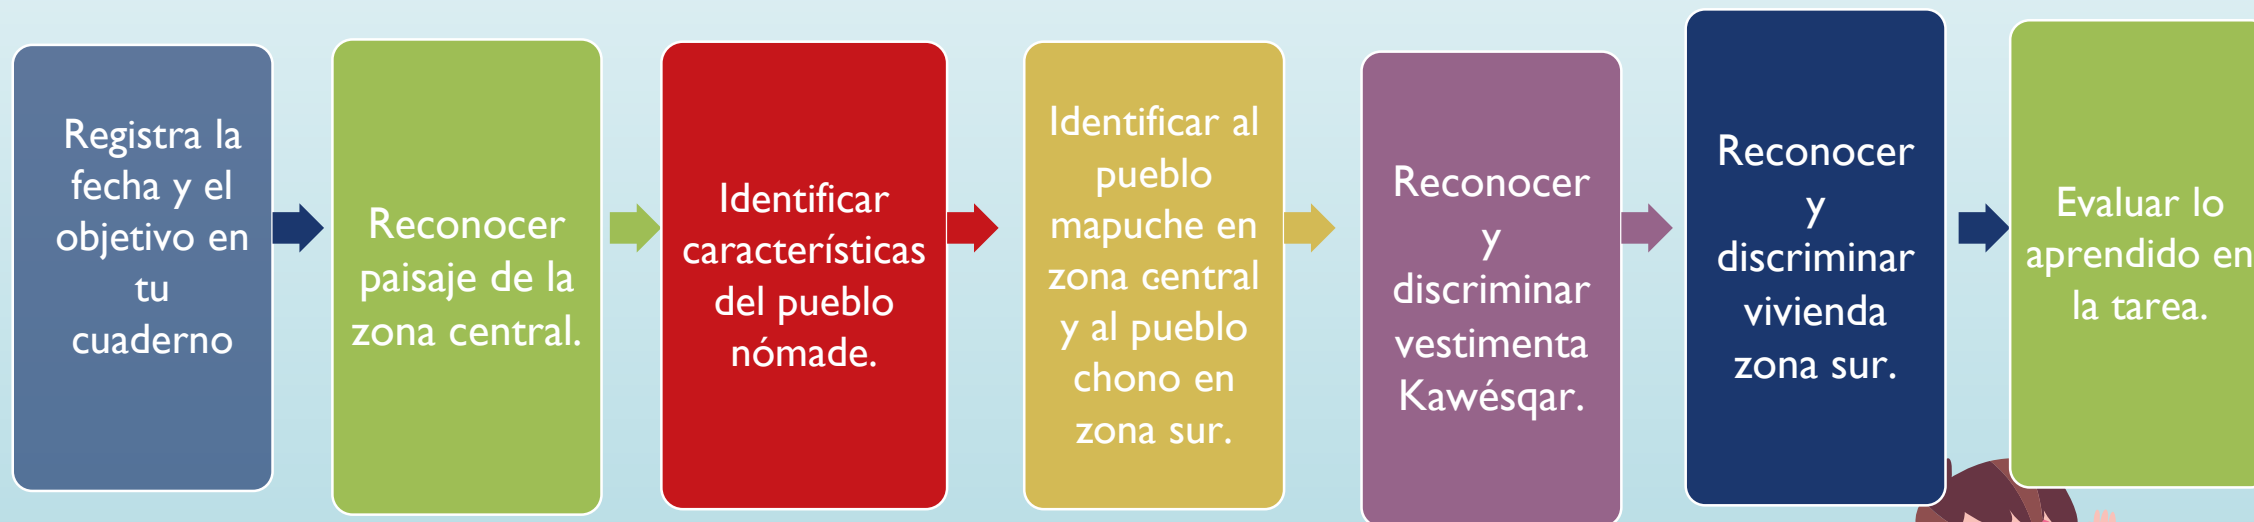 Registra la
fecha y el
objetivo en
tu
cuaderno
Reconocer
paisaje de la
zona central.
Identificar
características
del pueblo
nómade.
Identificar al
pueblo
mapuche en
zona central
y al pueblo
chono en
zona sur.
Reconocer
y
discriminar
vestimenta
Kawésqar.
Reconocer
y
discriminar
vivienda
zona sur.
Evaluar lo
aprendido en
la tarea.